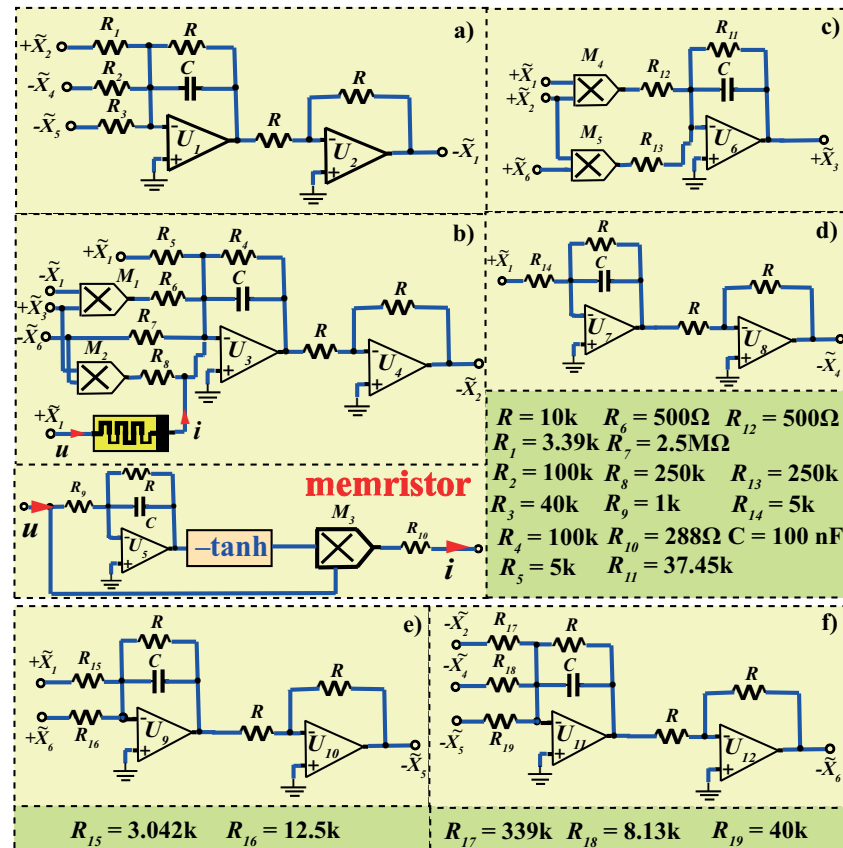 a)
+X̃₂ R₁ R
-X̃₄ R₂ C
-X̃₅ R₃
U₁ R R U₂ -X̃₁
c)
+X̃₁ M₄ R₁₂ R₁₁
+X̃₂ C
+X̃₆ M₅ R₁₃ U₆ +X̃₃
b)
+X̃₁ R₅ R₄
-X̃₁ M₁ R₆ C
+X̃₃ R
-X̃₆ R₇ U₃ R U₄
M₂ R₈ -X̃₂
+X̃₁
u i
d)
+X̃₁ R₁₄ R C
U₇ R R U₈ -X̃₄
R = 10k R₆ = 500Ω R₁₂ = 500Ω
R₁ = 3.39k R₇ = 2.5MΩ
R₂ = 100k R₈ = 250k R₁₃ = 250k
R₃ = 40k R₉ = 1k R₁₄ = 5k
R₄ = 100k R₁₀ = 288Ω C = 100 nF
R₅ = 5k R₁₁ = 37.45k
memristor
u R₉ R C U₅ –tanh M₃ R₁₀ i
e)
+X̃₁ R₁₅ R C
+X̃₆ R₁₆ U₉ R R U₁₀ -X̃₅
f)
-X̃₂ R₁₇ R
-X̃₄ R₁₈ C
-X̃₅ R₁₉ U₁₁ R R U₁₂ -X̃₆
R₁₅ = 3.042k R₁₆ = 12.5k
R₁₇ = 339k R₁₈ = 8.13k R₁₉ = 40k